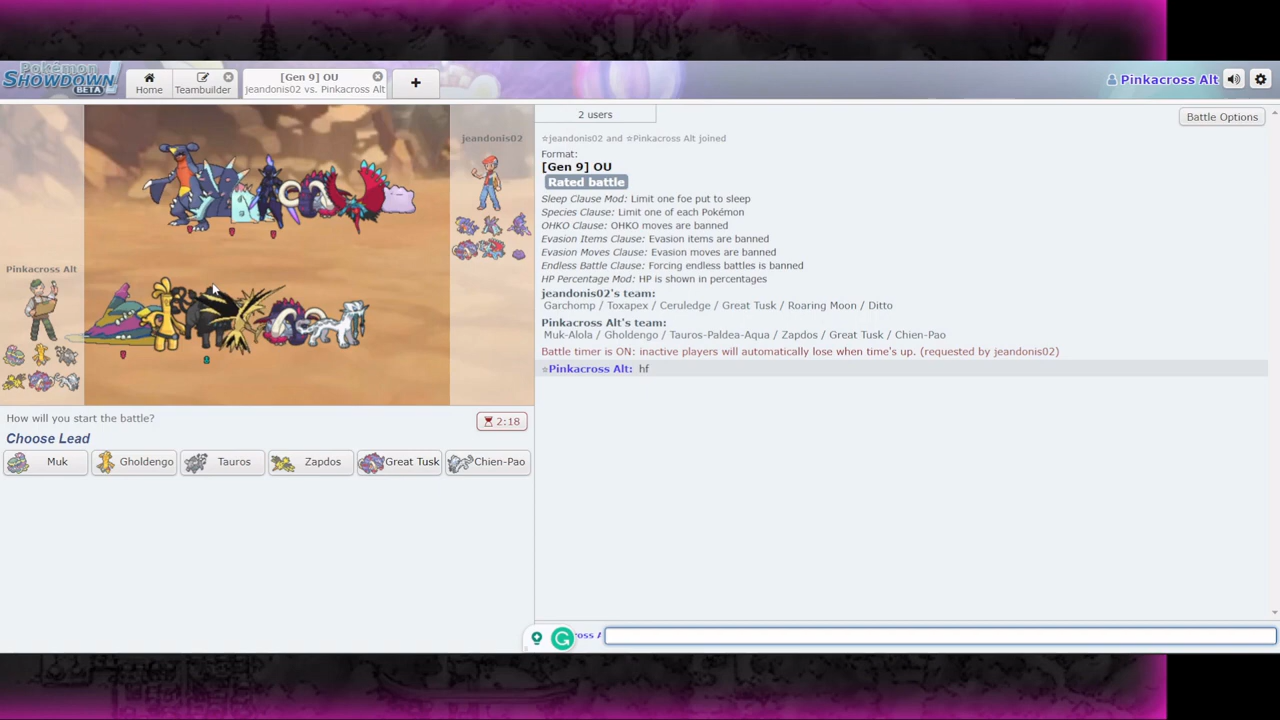 Pokémon
SHOWDOWN
BETA
Home
Teambuilder
[Gen 9] OU
jeandonis02 vs. Pinkacross Alt
+
Pinkacross Alt
jeandonis02
Pinkacross Alt
How will you start the battle?
2:18
Choose Lead
Muk
Gholdengo
Tauros
Zapdos
Great Tusk
Chien-Pao
2 users
Battle Options
☆jeandonis02 and ☆Pinkacross Alt joined
Format:
[Gen 9] OU
Rated battle
Sleep Clause Mod: Limit one foe put to sleep
Species Clause: Limit one of each Pokémon
OHKO Clause: OHKO moves are banned
Evasion Items Clause: Evasion items are banned
Evasion Moves Clause: Evasion moves are banned
Endless Battle Clause: Forcing endless battles is banned
HP Percentage Mod: HP is shown in percentages
jeandonis02's team:
Garchomp / Toxapex / Ceruledge / Great Tusk / Roaring Moon / Ditto
Pinkacross Alt's team:
Muk-Alola / Gholdengo / Tauros-Paldea-Aqua / Zapdos / Great Tusk / Chien-Pao
Battle timer is ON: inactive players will automatically lose when time's up. (requested by jeandonis02)
☆Pinkacross Alt: hf
oss A